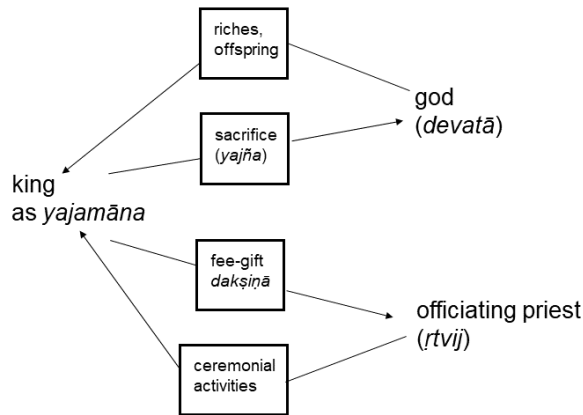 riches,
offspring
god
(devatā)
sacrifice
(yajña)
king
as yajamāna
fee-gift
dakṣiṇā
officiating priest
(ṛtvij)
ceremonial
activities